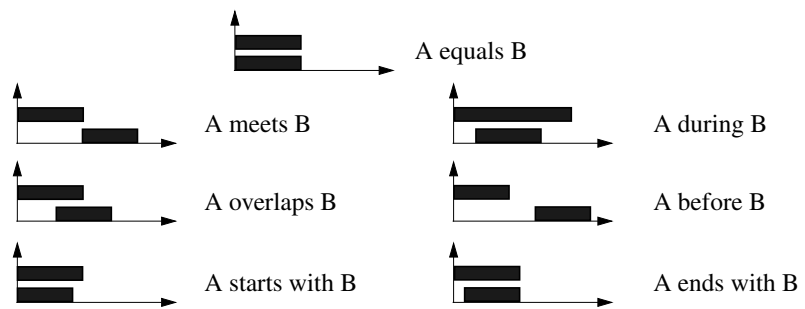 A equals B
A meets B
A during B
A overlaps B
A before B
A starts with B
A ends with B